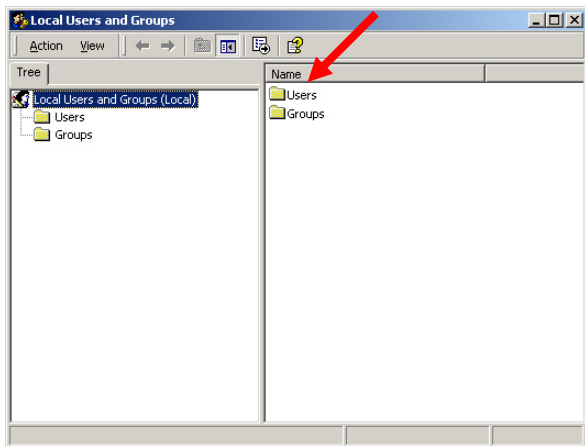 Local Users and Groups
Action View
Tree
Name
Local Users and Groups (Local)
Users
Groups
Users
Groups